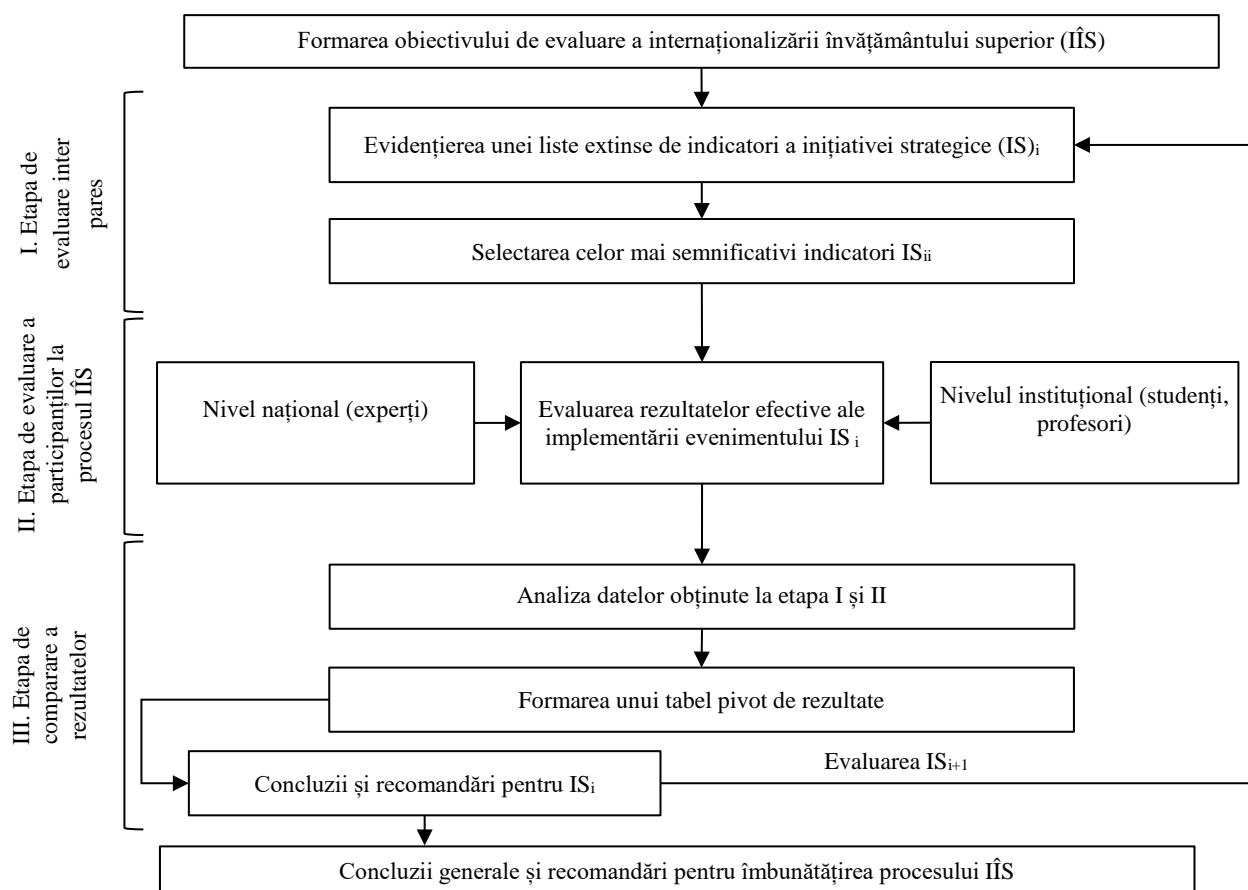 Formarea obiectivului de evaluare a internaționalizării învățământului superior (IÎS)
I. Etapa de
evaluare inter
pares
Evidențierea unei liste extinse de indicatori a inițiativei strategice (IS)i
Selectarea celor mai semnificativi indicatori ISii
II. Etapa de evaluare a
participanților la
procesul IÎS
Nivel național (experți)
Evaluarea rezultatelor efective ale
implementării evenimentului IS i
Nivelul instituțional (studenți,
profesori)
III. Etapa de
comparare a
rezultatelor
Analiza datelor obținute la etapa I și II
Formarea unui tabel pivot de rezultate
Concluzii și recomandări pentru ISi
Evaluarea ISi+1
Concluzii generale și recomandări pentru îmbunătățirea procesului IÎS